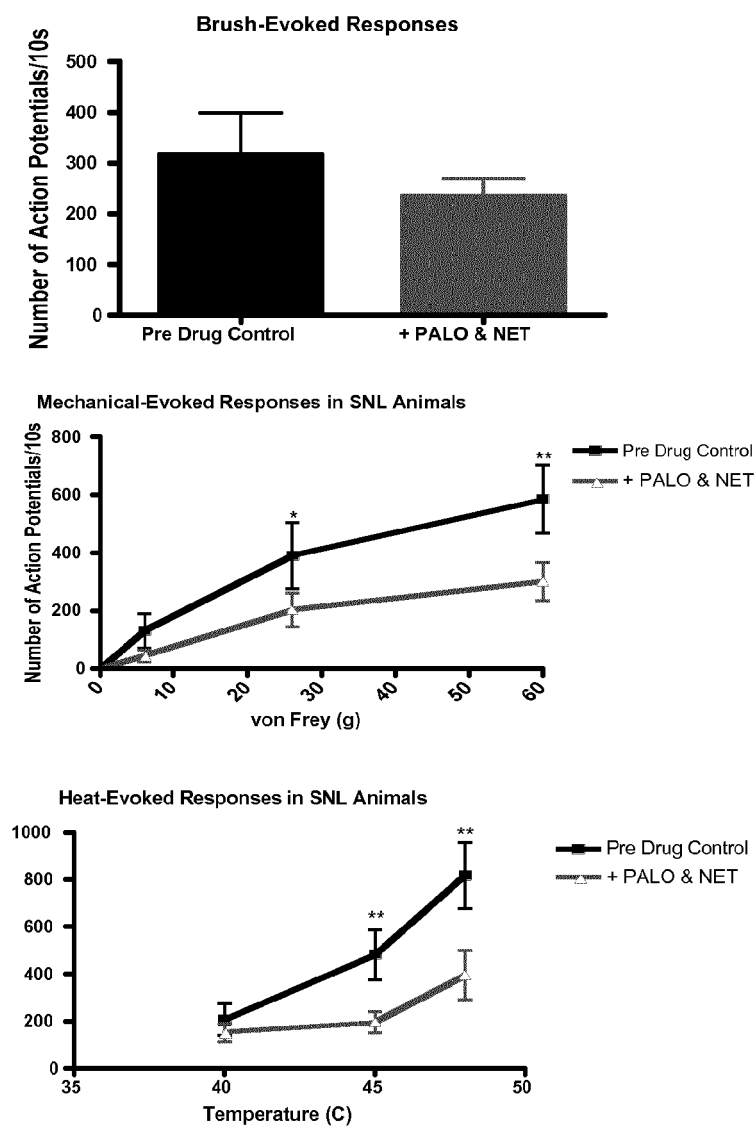 Brush-Evoked Responses
Number of Action Potentials/10s
500
400
300
200
100
0
Pre Drug Control
+ PALO & NET
Mechanical-Evoked Responses in SNL Animals
Number of Action Potentials/10s
800
600
400
200
0
*
**
Pre Drug Control
+ PALO & NET
0 10 20 30 40 50 60
von Frey (g)
Heat-Evoked Responses in SNL Animals
1000
800
600
400
200
0
**
**
Pre Drug Control
+ PALO & NET
35 40 45 50
Temperature (C)